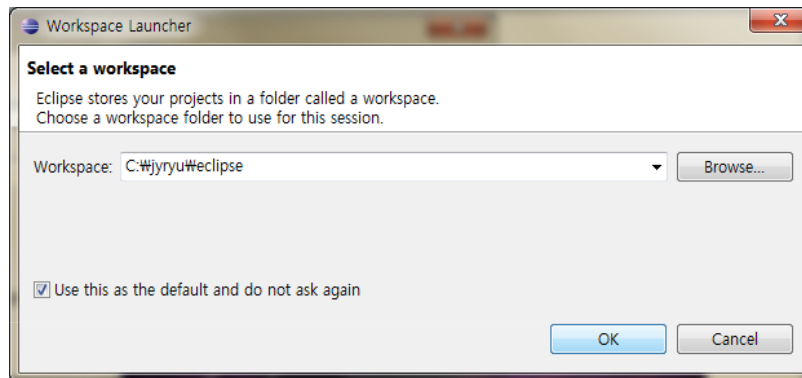 Workspace Launcher
Select a workspace
Eclipse stores your projects in a folder called a workspace.
Choose a workspace folder to use for this session.
Workspace: C:₩jyryu₩eclipse Browse...
Use this as the default and do not ask again
OK Cancel